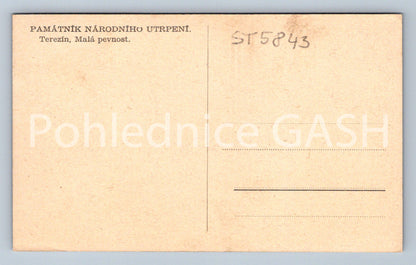 PAMÁTNÍK NÁRODNÍHO UTRPENÍ.
Terezín, Malá pevnost.
ST5843
Pohlednice GASH